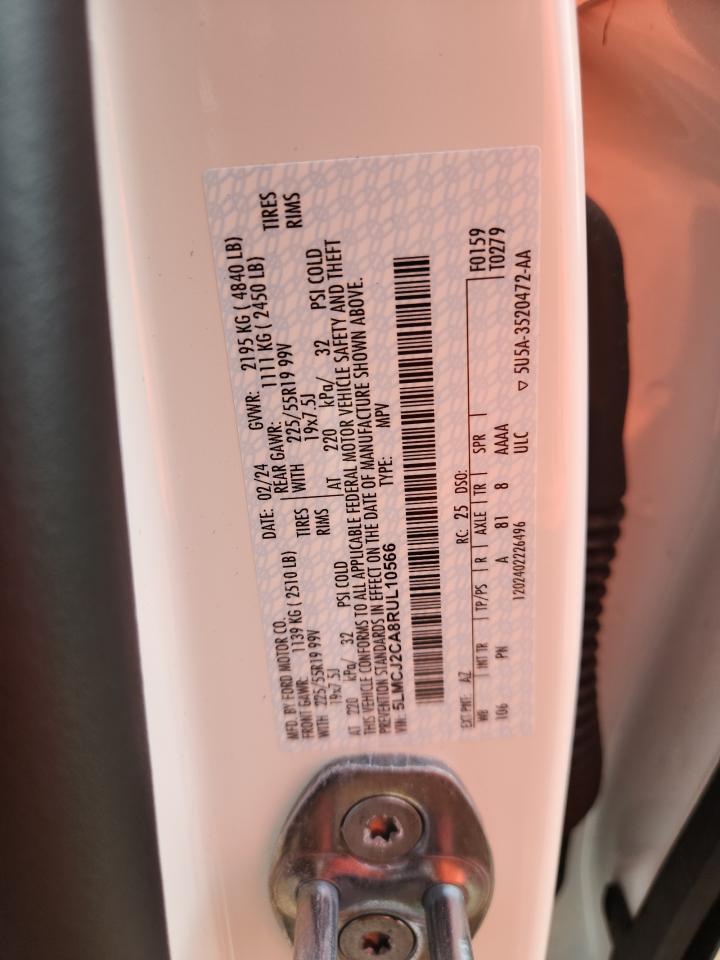 MFD. BY FORD MOTOR CO. DATE: 02/24 GVWR: 2195 KG ( 4840 LB)
FRONT GAWR: 1139 KG ( 2510 LB) REAR GAWR: 1111 KG ( 2450 LB)
WITH 225/55R19 99V TIRES WITH 225/55R19 99V TIRES
19x7.5J RIMS 19x7.5J RIMS
AT 220 kPa/ 32 PSI COLD AT 220 kPa/ 32 PSI COLD
THIS VEHICLE CONFORMS TO ALL APPLICABLE FEDERAL MOTOR VEHICLE SAFETY AND THEFT
PREVENTION STANDARDS IN EFFECT ON THE DATE OF MANUFACTURE SHOWN ABOVE.
VIN: 5LMCJ2CA8RUL10566 TYPE: MPV
EXT PNT: AZ RC: 25 DSO: F0159
WB INT TR TP/PS R AXLE TR SPR T0279
106 PN A 81 8 AAAA
1202402226496 ULC ▽ 5U5A-3520472-AA